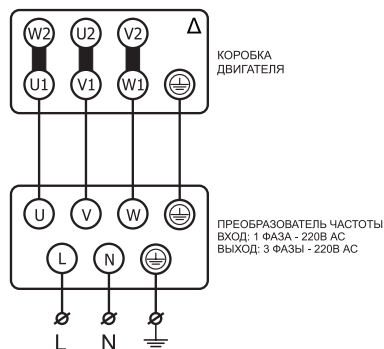 W2 U2 V2 Δ
U1 V1 W1
КОРОБКА
ДВИГАТЕЛЯ
U V W
L N
ПРЕОБРАЗОВАТЕЛЬ ЧАСТОТЫ
ВХОД: 1 ФАЗА - 220В AC
ВЫХОД: 3 ФАЗЫ - 220В AC
L N